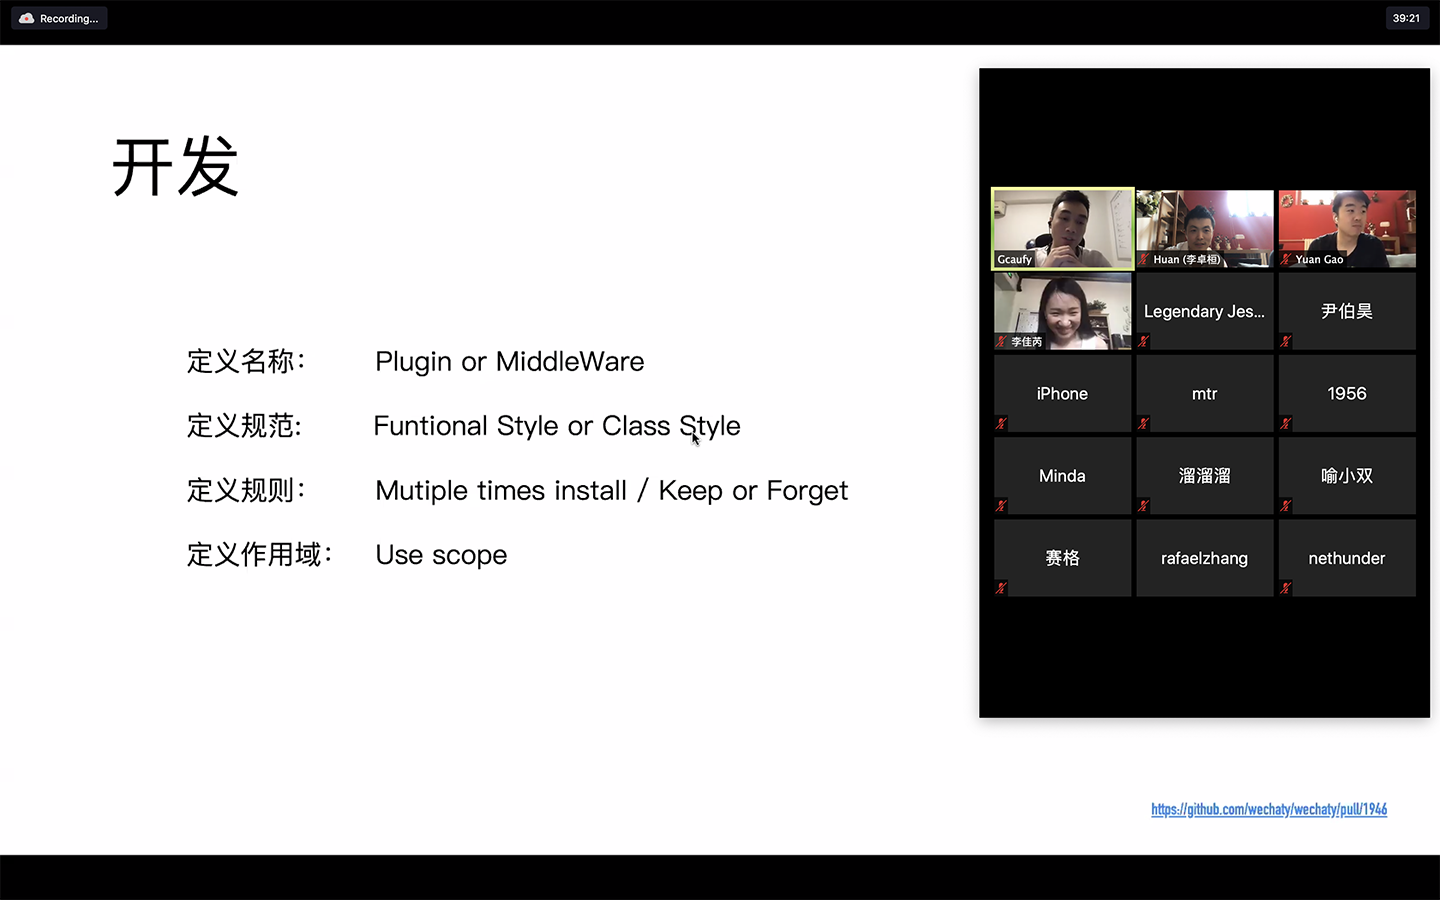 Recording...
39:21
开发
定义名称： Plugin or MiddleWare
定义规范: Funtional Style or Class Style
定义规则： Mutiple times install / Keep or Forget
定义作用域： Use scope
Gcaufy
Huan (李卓桓)
Yuan Gao
李佳芮
Legendary Jes...
尹伯昊
iPhone
mtr
1956
Minda
溜溜溜
喻小双
赛格
rafaelzhang
nethunder
https://github.com/wechaty/wechaty/pull/1946